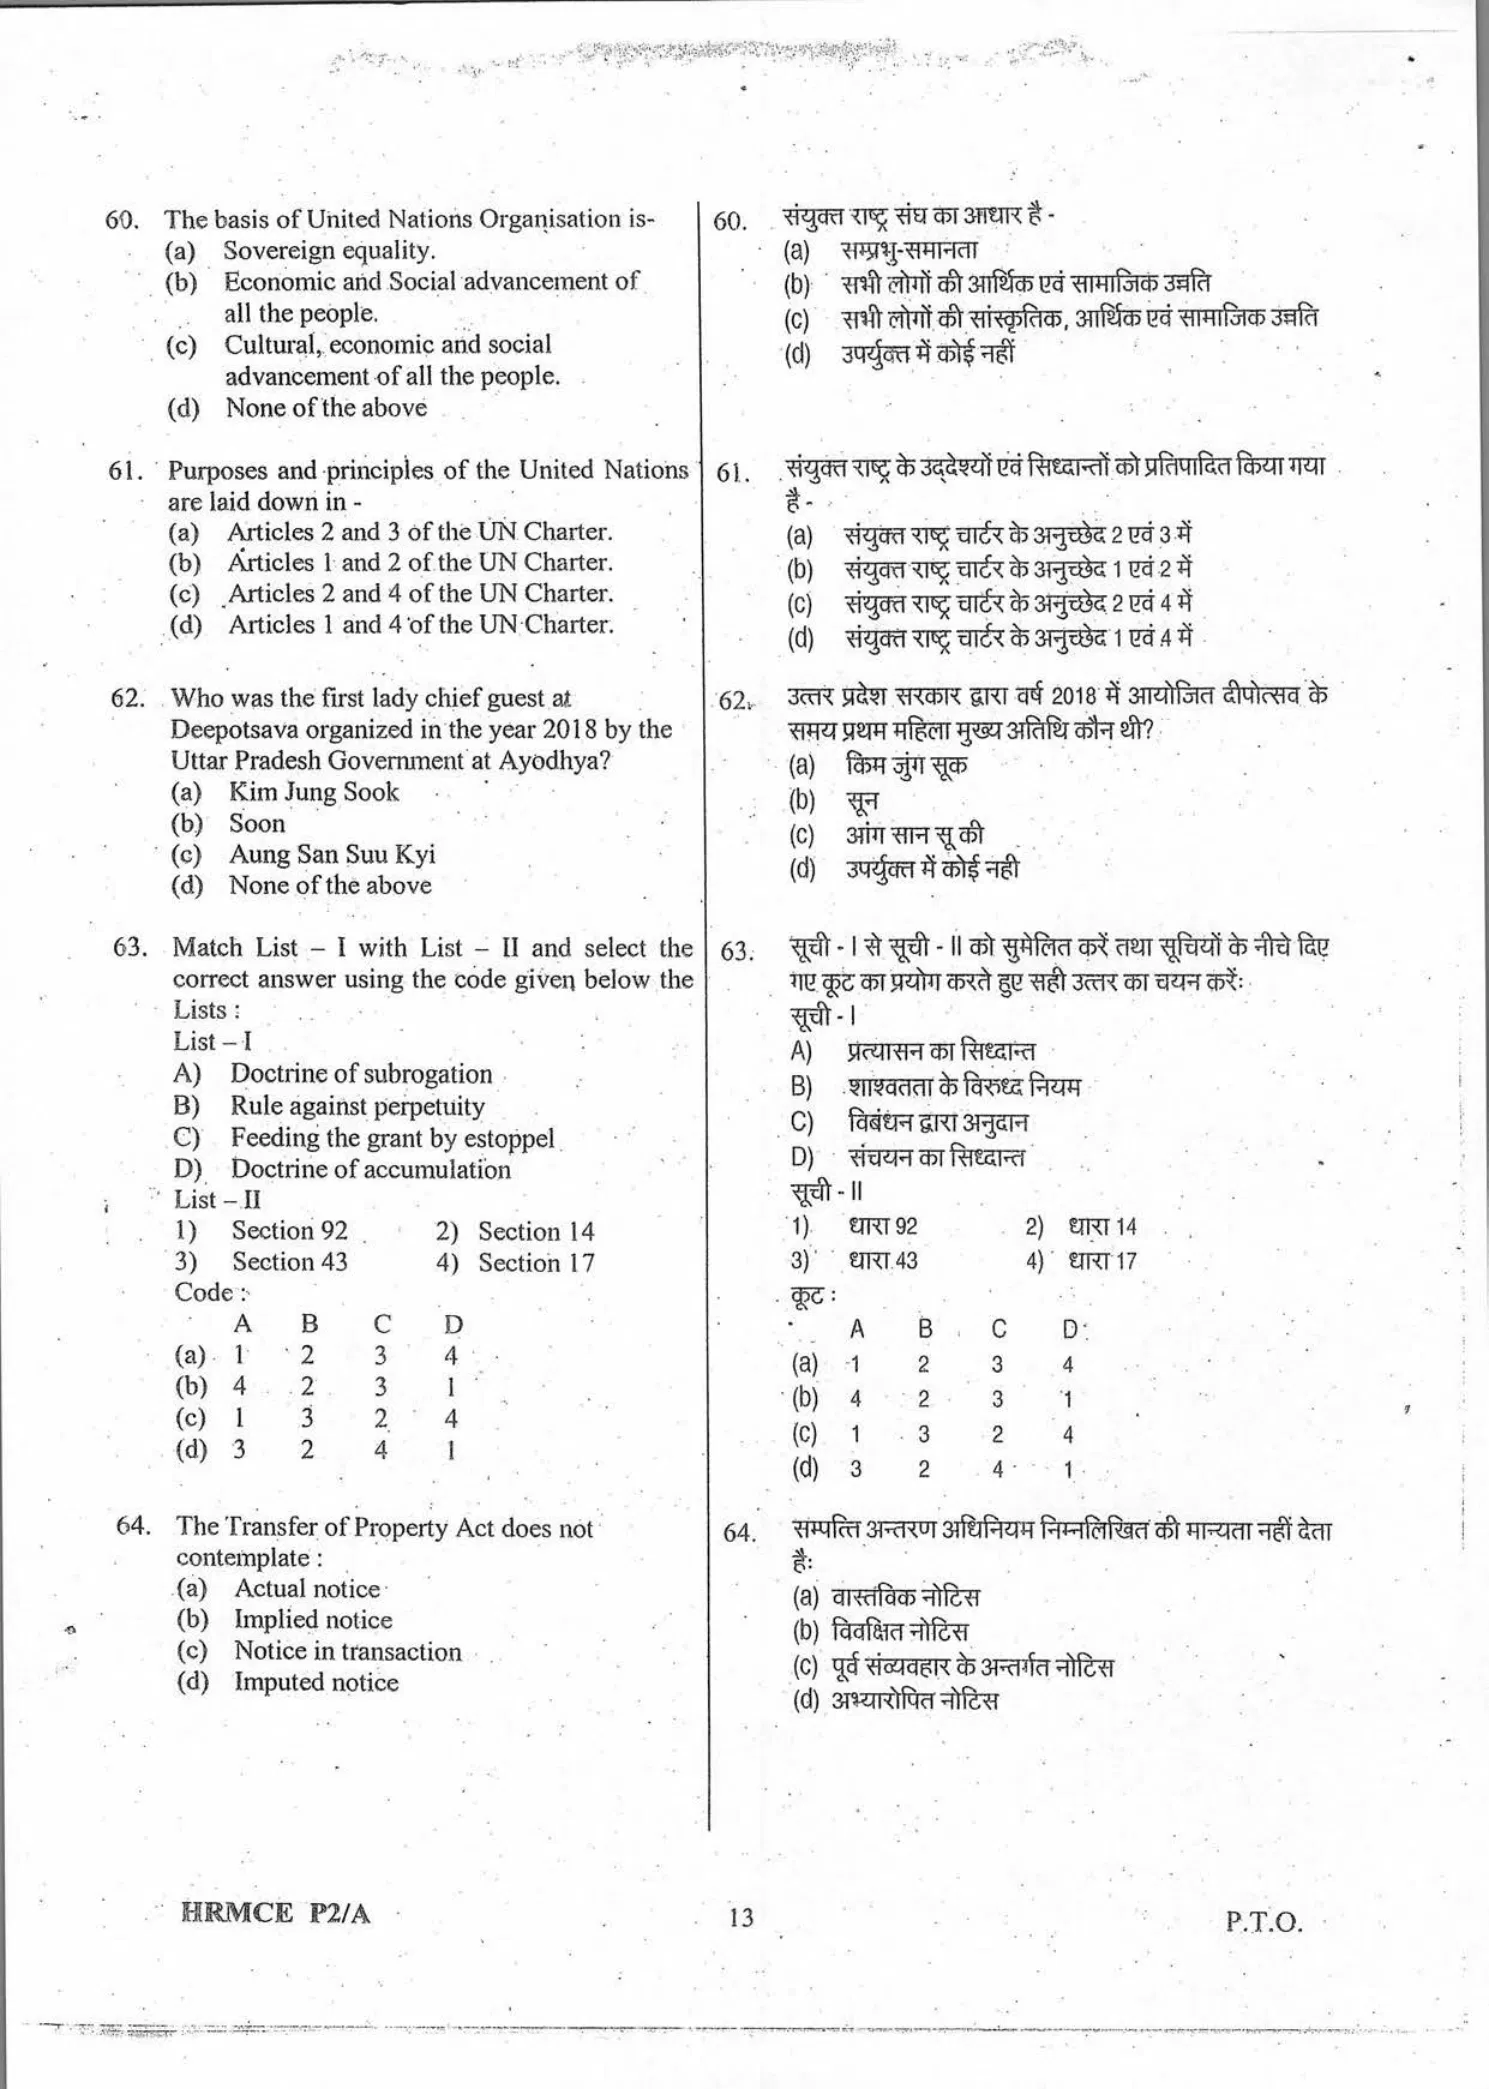 60. The basis of United Nations Organisation is-
(a) Sovereign equality.
(b) Economic and Social advancement of
all the people.
(c) Cultural, economic and social
advancement of all the people.
(d) None of the above
61. Purposes and principles of the United Nations
are laid down in -
(a) Articles 2 and 3 of the UN Charter.
(b) Articles 1 and 2 of the UN Charter.
(c) Articles 2 and 4 of the UN Charter.
(d) Articles 1 and 4 of the UN Charter.
62. Who was the first lady chief guest at
Deepotsava organized in the year 2018 by the
Uttar Pradesh Government at Ayodhya?
(a) Kim Jung Sook
(b) Soon
(c) Aung San Suu Kyi
(d) None of the above
63. Match List – I with List – II and select the
correct answer using the code given below the
Lists :
List – I
A) Doctrine of subrogation
B) Rule against perpetuity
C) Feeding the grant by estoppel
D) Doctrine of accumulation
List – II
1) Section 92 2) Section 14
3) Section 43 4) Section 17
Code :
A B C D
(a) 1 2 3 4
(b) 4 2 3 1
(c) 1 3 2 4
(d) 3 2 4 1
64. The Transfer of Property Act does not
contemplate :
(a) Actual notice
(b) Implied notice
(c) Notice in transaction
(d) Imputed notice
60. संयुक्त राष्ट्र संघ का आधार है -
(a) सम्प्रभु-समानता
(b) सभी लोगों की आर्थिक एवं सामाजिक उन्नति
(c) सभी लोगों की सांस्कृतिक, आर्थिक एवं सामाजिक उन्नति
(d) उपर्युक्त में कोई नहीं
61. संयुक्त राष्ट्र के उद्देश्यों एवं सिध्दान्तों को प्रतिपादित किया गया
है -
(a) संयुक्त राष्ट्र चार्टर के अनुच्छेद 2 एवं 3 में
(b) संयुक्त राष्ट्र चार्टर के अनुच्छेद 1 एवं 2 में
(c) संयुक्त राष्ट्र चार्टर के अनुच्छेद 2 एवं 4 में
(d) संयुक्त राष्ट्र चार्टर के अनुच्छेद 1 एवं 4 में
62. उत्तर प्रदेश सरकार द्वारा वर्ष 2018 में आयोजित दीपोत्सव के
समय प्रथम महिला मुख्य अतिथि कौन थी?
(a) किम जुंग सूक
(b) सून
(c) आंग सान सू की
(d) उपर्युक्त में कोई नही
63. सूची - I से सूची - II को सुमेलित करें तथा सूचियों के नीचे दिए
गए कूट का प्रयोग करते हुए सही उत्तर का चयन करें:
सूची - I
A) प्रत्यासन का सिध्दान्त
B) शाश्वतता के विरुध्द नियम
C) विबंधन द्वारा अनुदान
D) संचयन का सिध्दान्त
सूची - II
1) धारा 92 2) धारा 14
3) धारा 43 4) धारा 17
कूट :
A B C D
(a) 1 2 3 4
(b) 4 2 3 1
(c) 1 3 2 4
(d) 3 2 4 1
64. सम्पत्ति अन्तरण अधिनियम निम्नलिखित की मान्यता नहीं देता
है:
(a) वास्तविक नोटिस
(b) विवक्षित नोटिस
(c) पूर्व संव्यवहार के अन्तर्गत नोटिस
(d) अभ्यारोपित नोटिस
HRMCE P2/A 13 P.T.O.